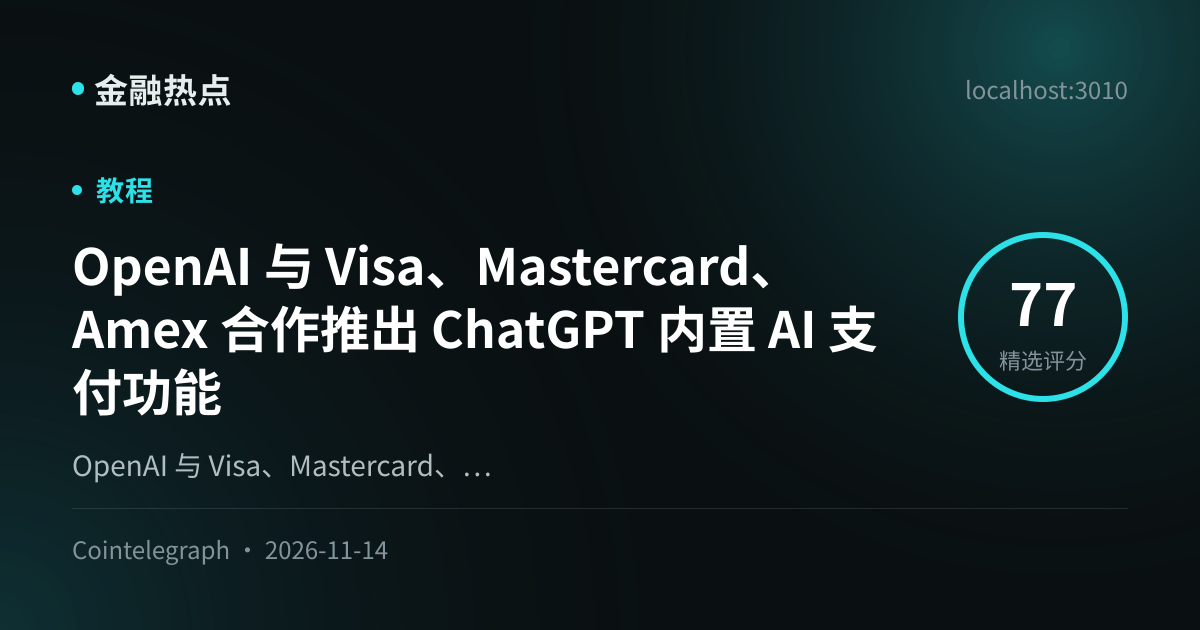 金融热点
localhost:3010
教程
OpenAI 与 Visa、Mastercard、
Amex 合作推出 ChatGPT 内置 AI 支
付功能
77
精选评分
OpenAI 与 Visa、Mastercard、…
Cointelegraph · 2026-11-14